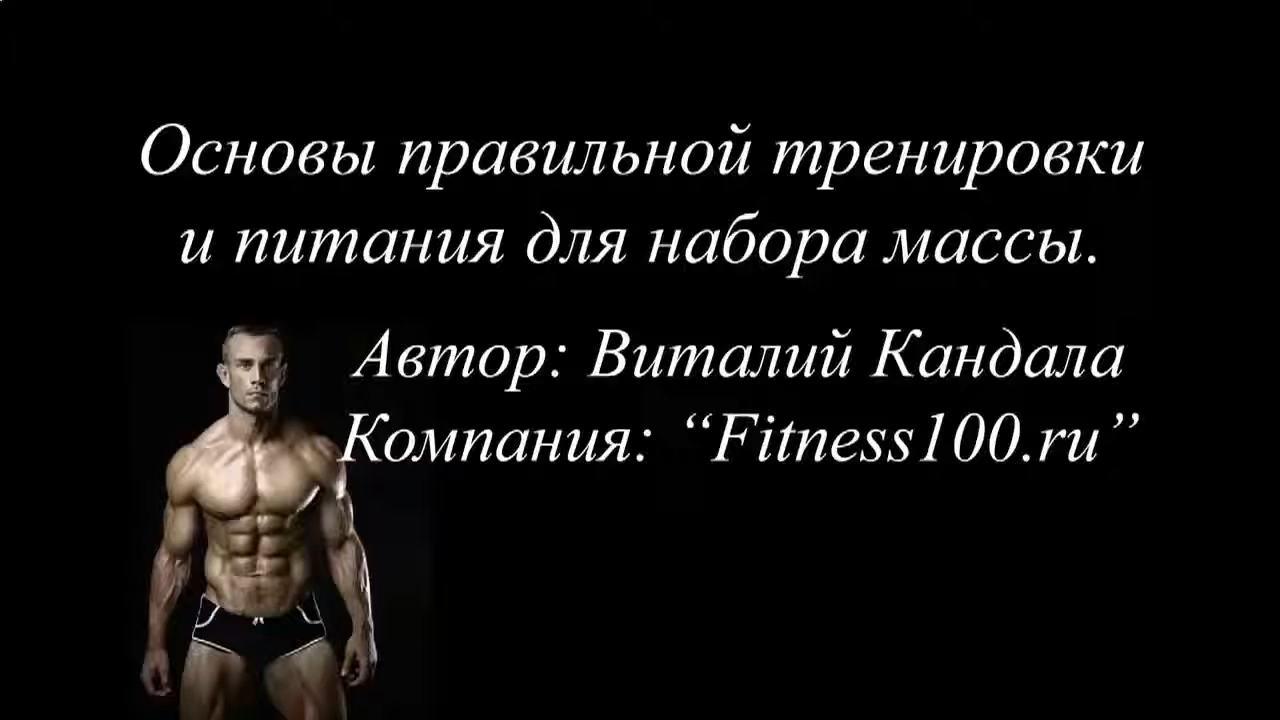 Основы правильной тренировки
и питания для набора массы.
Автор: Виталий Кандала
Компания: “Fitness100.ru”